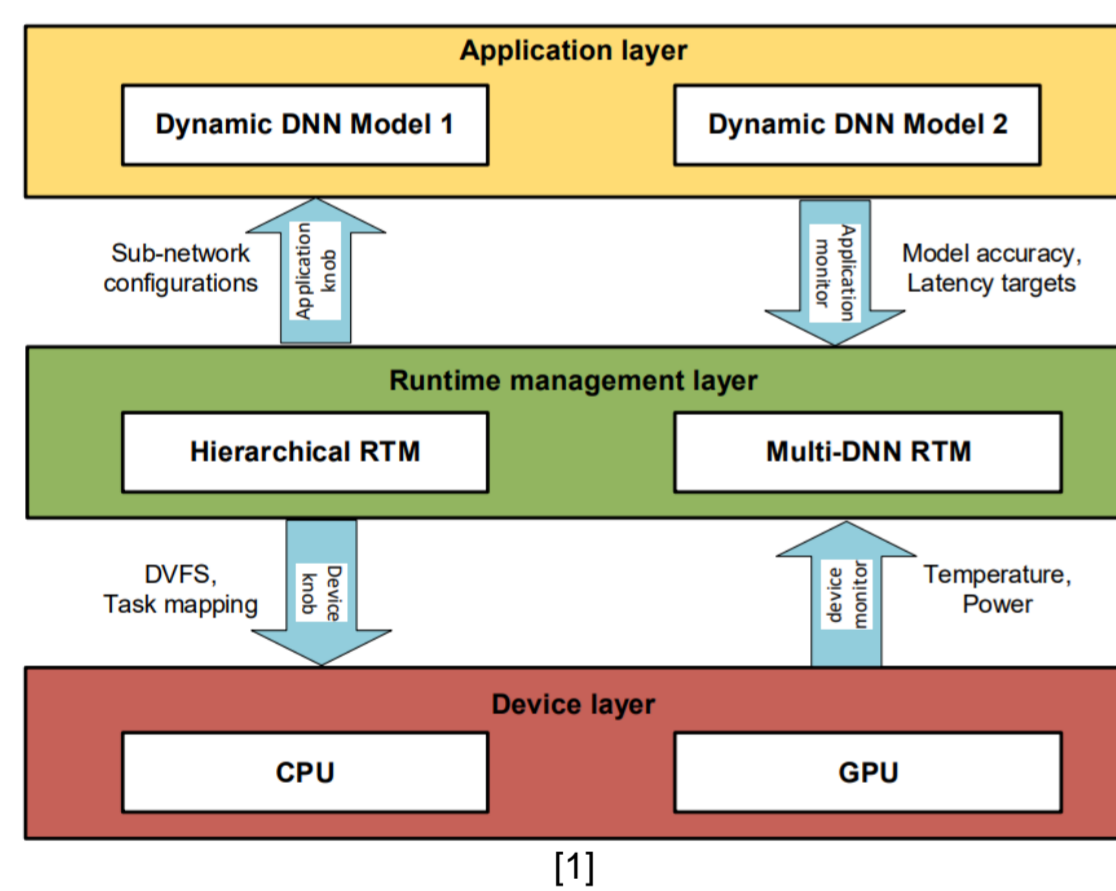 Application layer
Dynamic DNN Model 1
Dynamic DNN Model 2
Sub-network
configurations
Application
knob
Application
monitor
Model accuracy,
Latency targets
Runtime management layer
Hierarchical RTM
Multi-DNN RTM
DVFS,
Task mapping
Device
knob
device
monitor
Temperature,
Power
Device layer
CPU
GPU
[1]